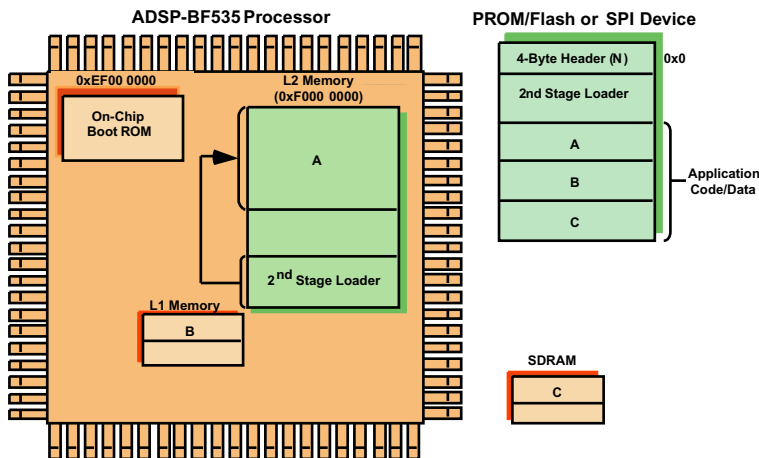 ADSP-BF535 Processor
PROM/Flash or SPI Device
0xEF00 0000
L2 Memory
(0xF000 0000)
On-Chip
Boot ROM
A
2nd Stage Loader
L1 Memory
B
4-Byte Header (N)
0x0
2nd Stage Loader
A
B
C
Application
Code/Data
SDRAM
C